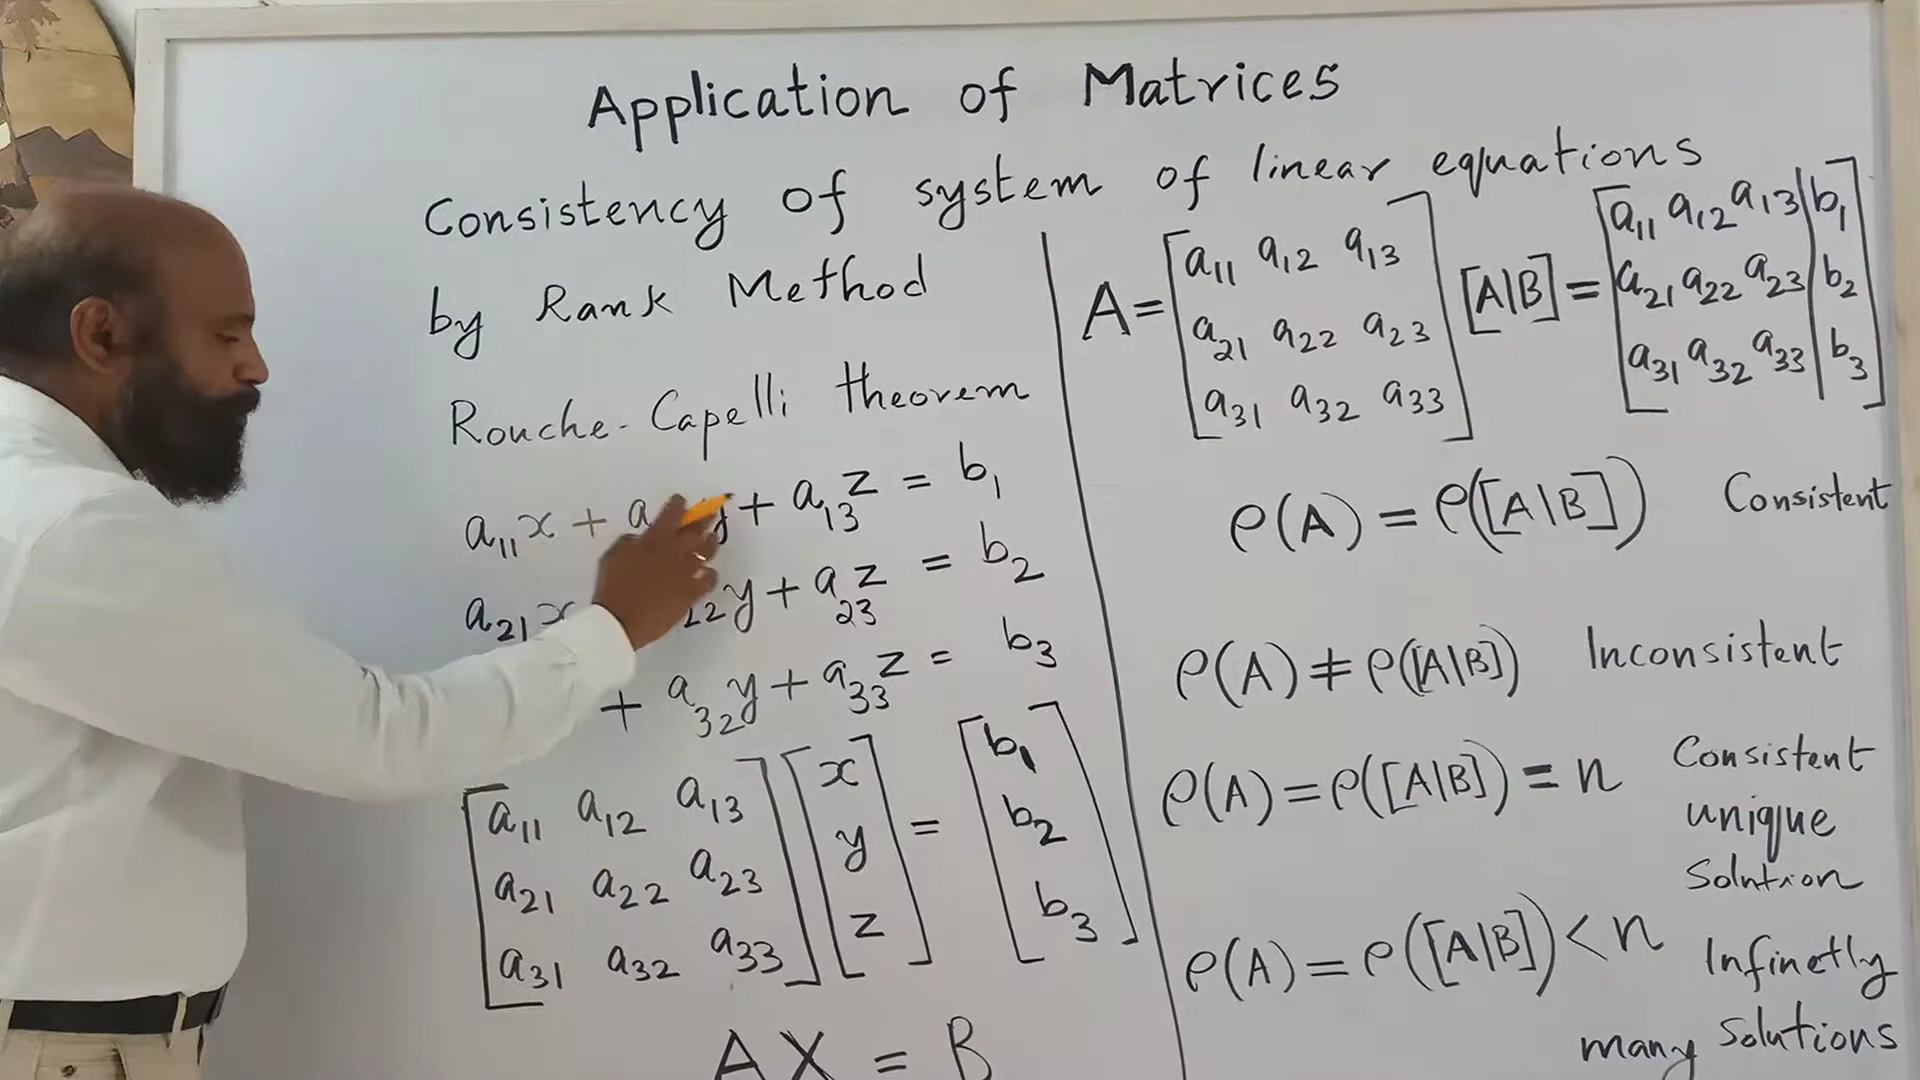 Application of Matrices
Consistency of system of linear equations
by Rank Method
Rouche-Capelli theorem
a₁₁x + a y + a₁₃z = b₁
a₂₁x ₂₂y + a₂₃z = b₂
+ a₃₂y + a₃₃z = b₃
[a₁₁ a₁₂ a₁₃] [x] = [b₁]
[a₂₁ a₂₂ a₂₃] [y] [b₂]
[a₃₁ a₃₂ a₃₃] [z] [b₃]
AX = B
A = [a₁₁ a₁₂ a₁₃] [A|B] = [a₁₁ a₁₂ a₁₃ | b₁]
[a₂₁ a₂₂ a₂₃] [a₂₁ a₂₂ a₂₃ | b₂]
[a₃₁ a₃₂ a₃₃] [a₃₁ a₃₂ a₃₃ | b₃]
ρ(A) = ρ([A|B]) Consistent
ρ(A) ≠ ρ([A|B]) Inconsistent
ρ(A) = ρ([A|B]) = n Consistent
unique
Solution
ρ(A) = ρ([A|B]) < n Infinetly
many Solutions